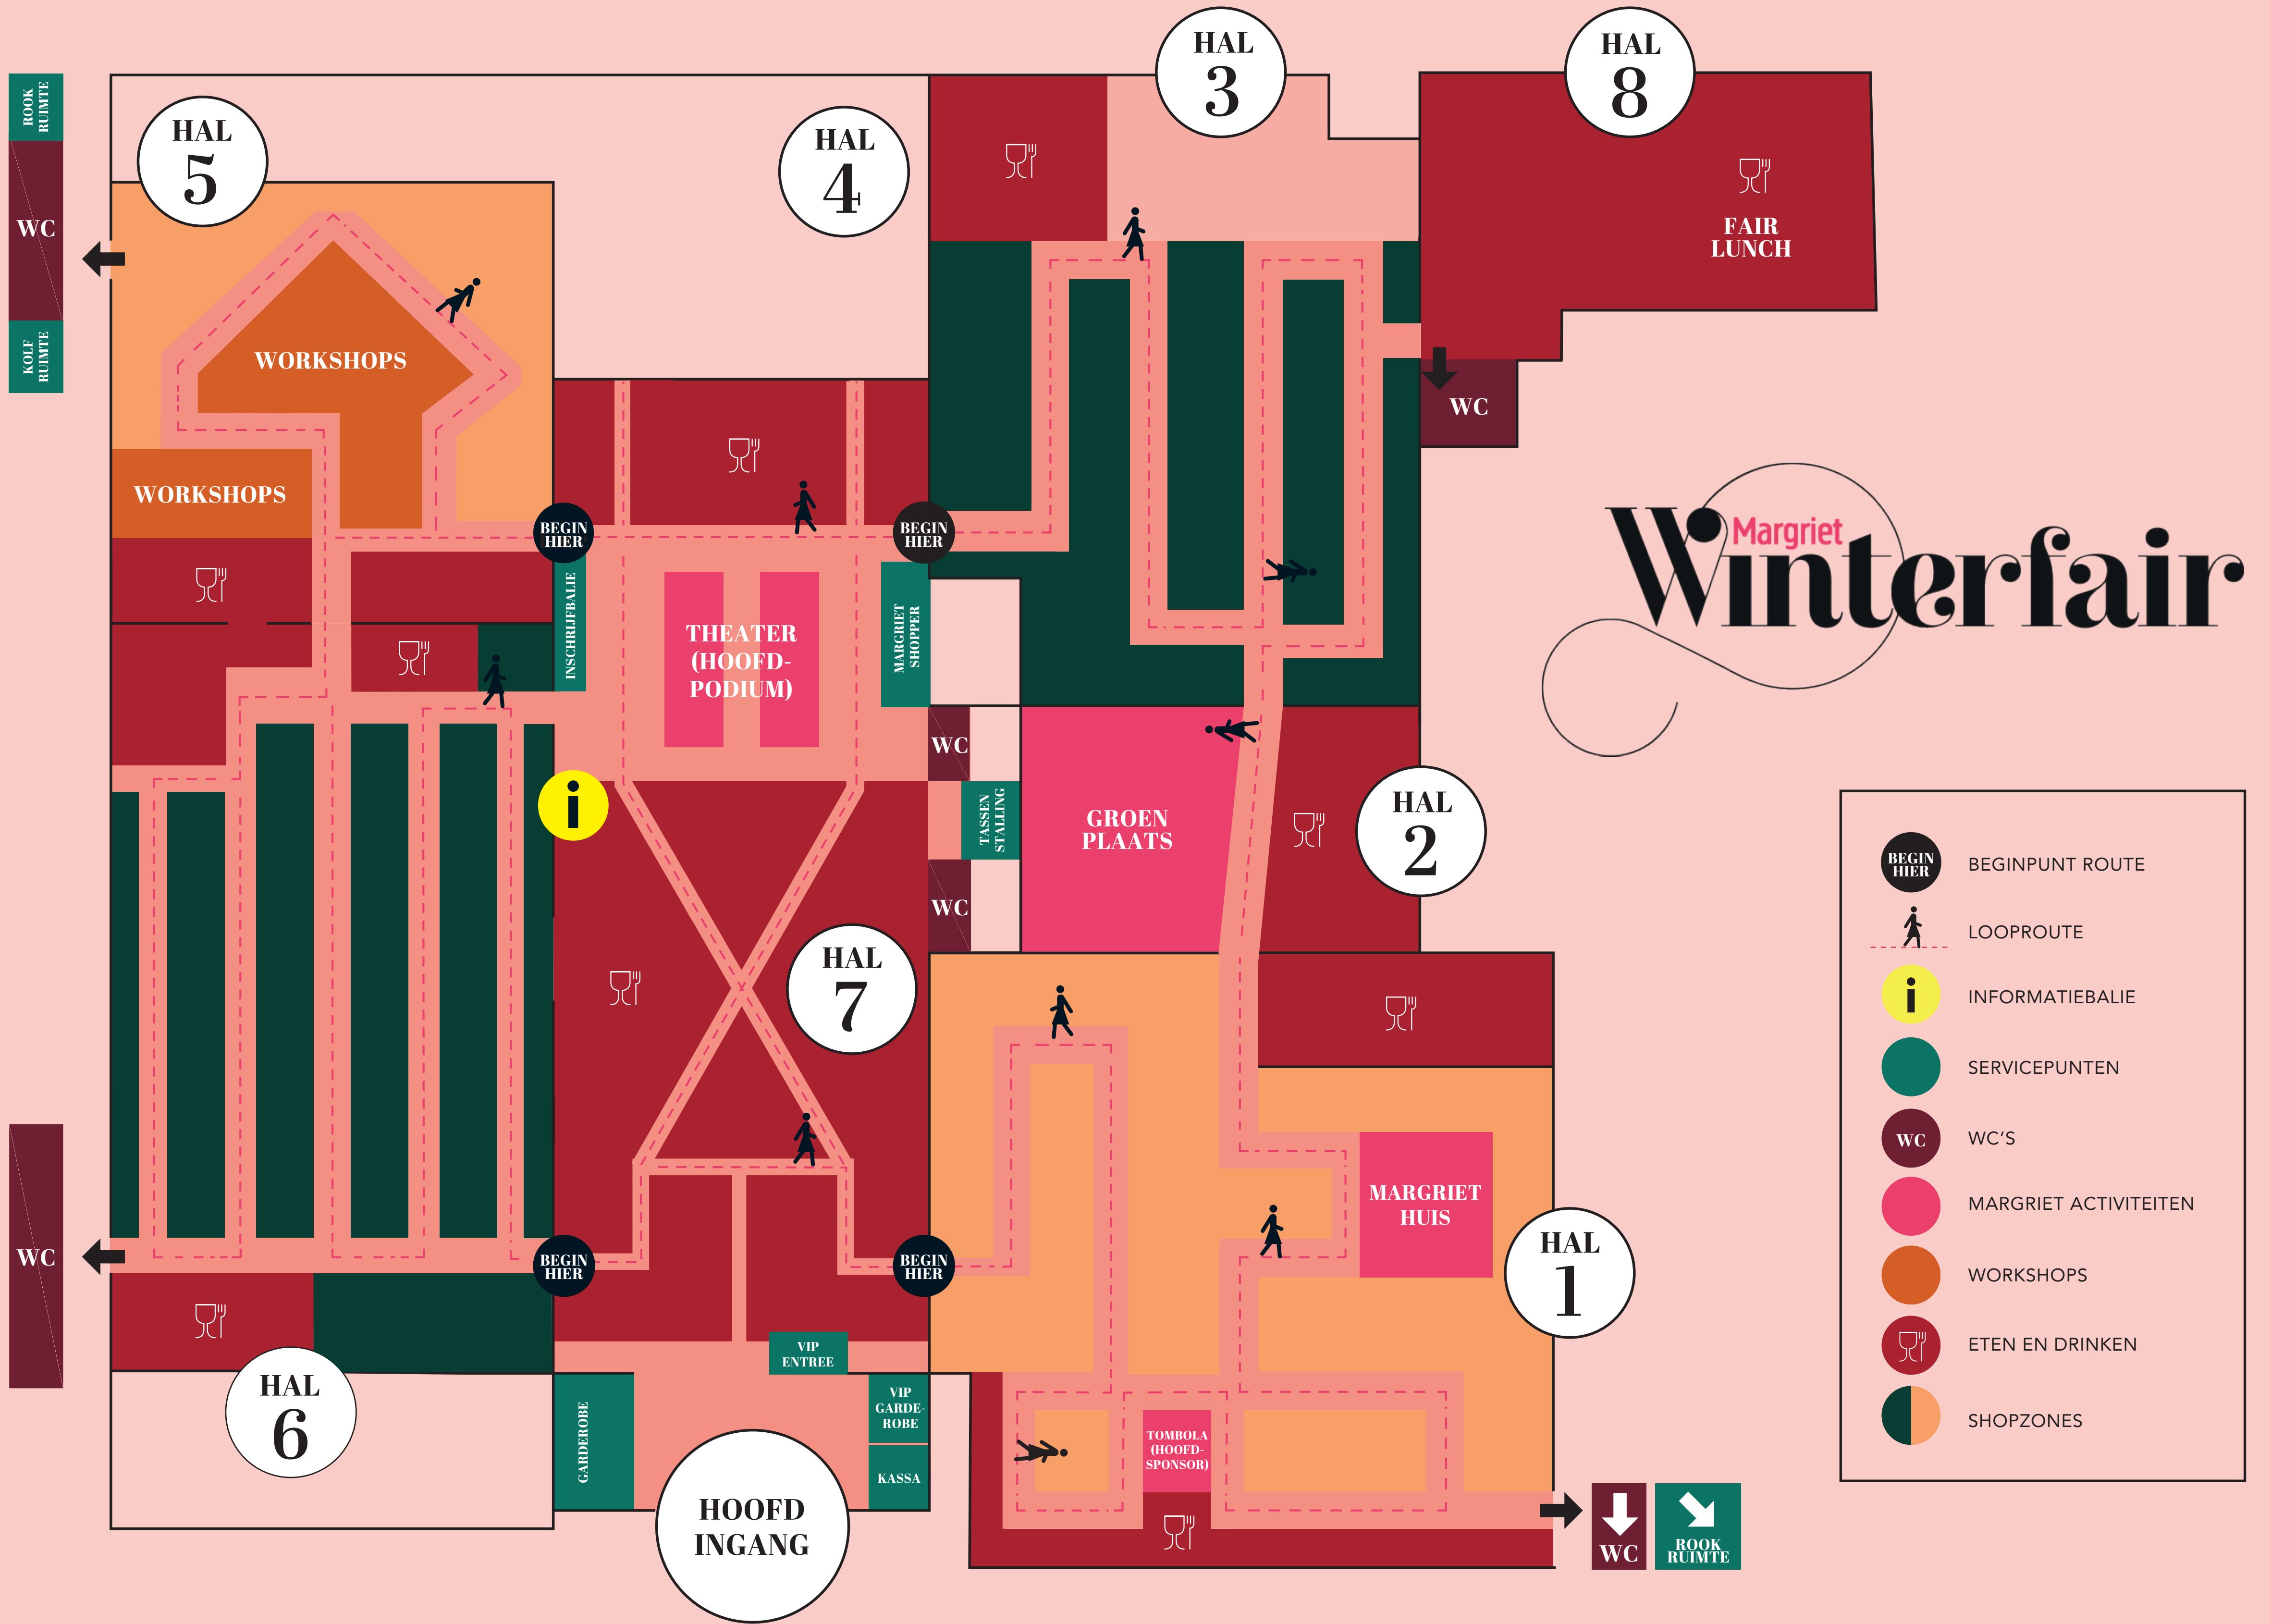 HAL
3
HAL
8
HAL
5
HAL
4
ROOK
RUIMTE
WC
KOLF
RUIMTE
FAIR
LUNCH
WORKSHOPS
WORKSHOPS
WC
BEGIN
HIER
BEGIN
HIER
Margriet
Winterfair
INSCHRIJFBALIE
THEATER
(HOOFD-
PODIUM)
MARGRIET
SHOPPER
WC
TASSEN
STALLING
WC
GROEN
PLAATS
HAL
2
i
HAL
7
BEGIN
HIER
BEGIN
HIER
MARGRIET
HUIS
HAL
1
WC
VIP
ENTREE
HAL
6
GARDEROBE
VIP
GARDE-
ROBE
KASSA
HOOFD
INGANG
TOMBOLA
(HOOFD-
SPONSOR)
WC
ROOK
RUIMTE
BEGIN
HIER
BEGINPUNT ROUTE
LOOPROUTE
i
INFORMATIEBALIE
SERVICEPUNTEN
WC
WC'S
MARGRIET ACTIVITEITEN
WORKSHOPS
ETEN EN DRINKEN
SHOPZONES